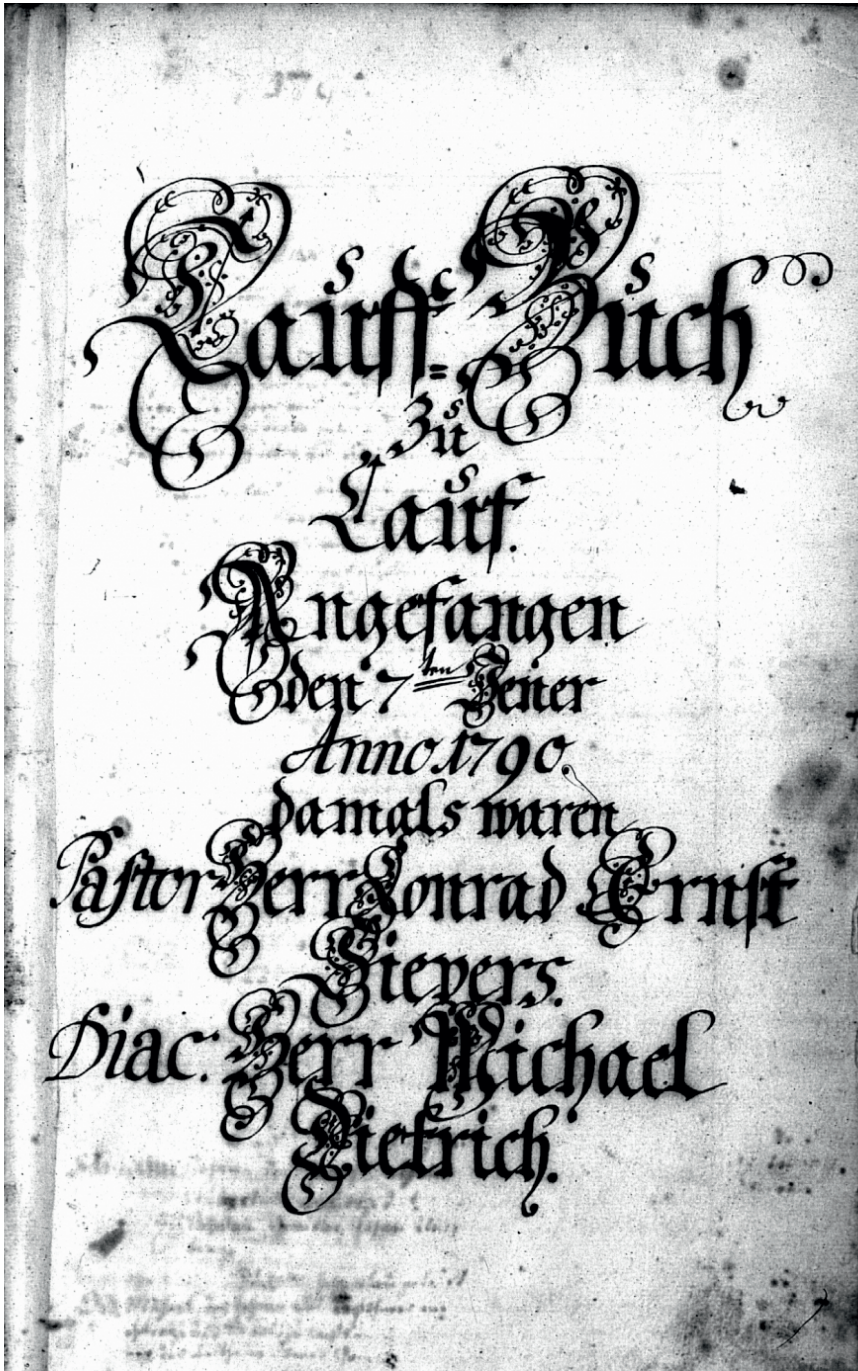 Tauff=Buch
Zu
Lauf.
Angefangen
den 7ten Jener
Anno. 1790.
damals waren
Pastor Herr Conrad Ernst
Sievers.
Diac: Herr Michael
Dietrich.